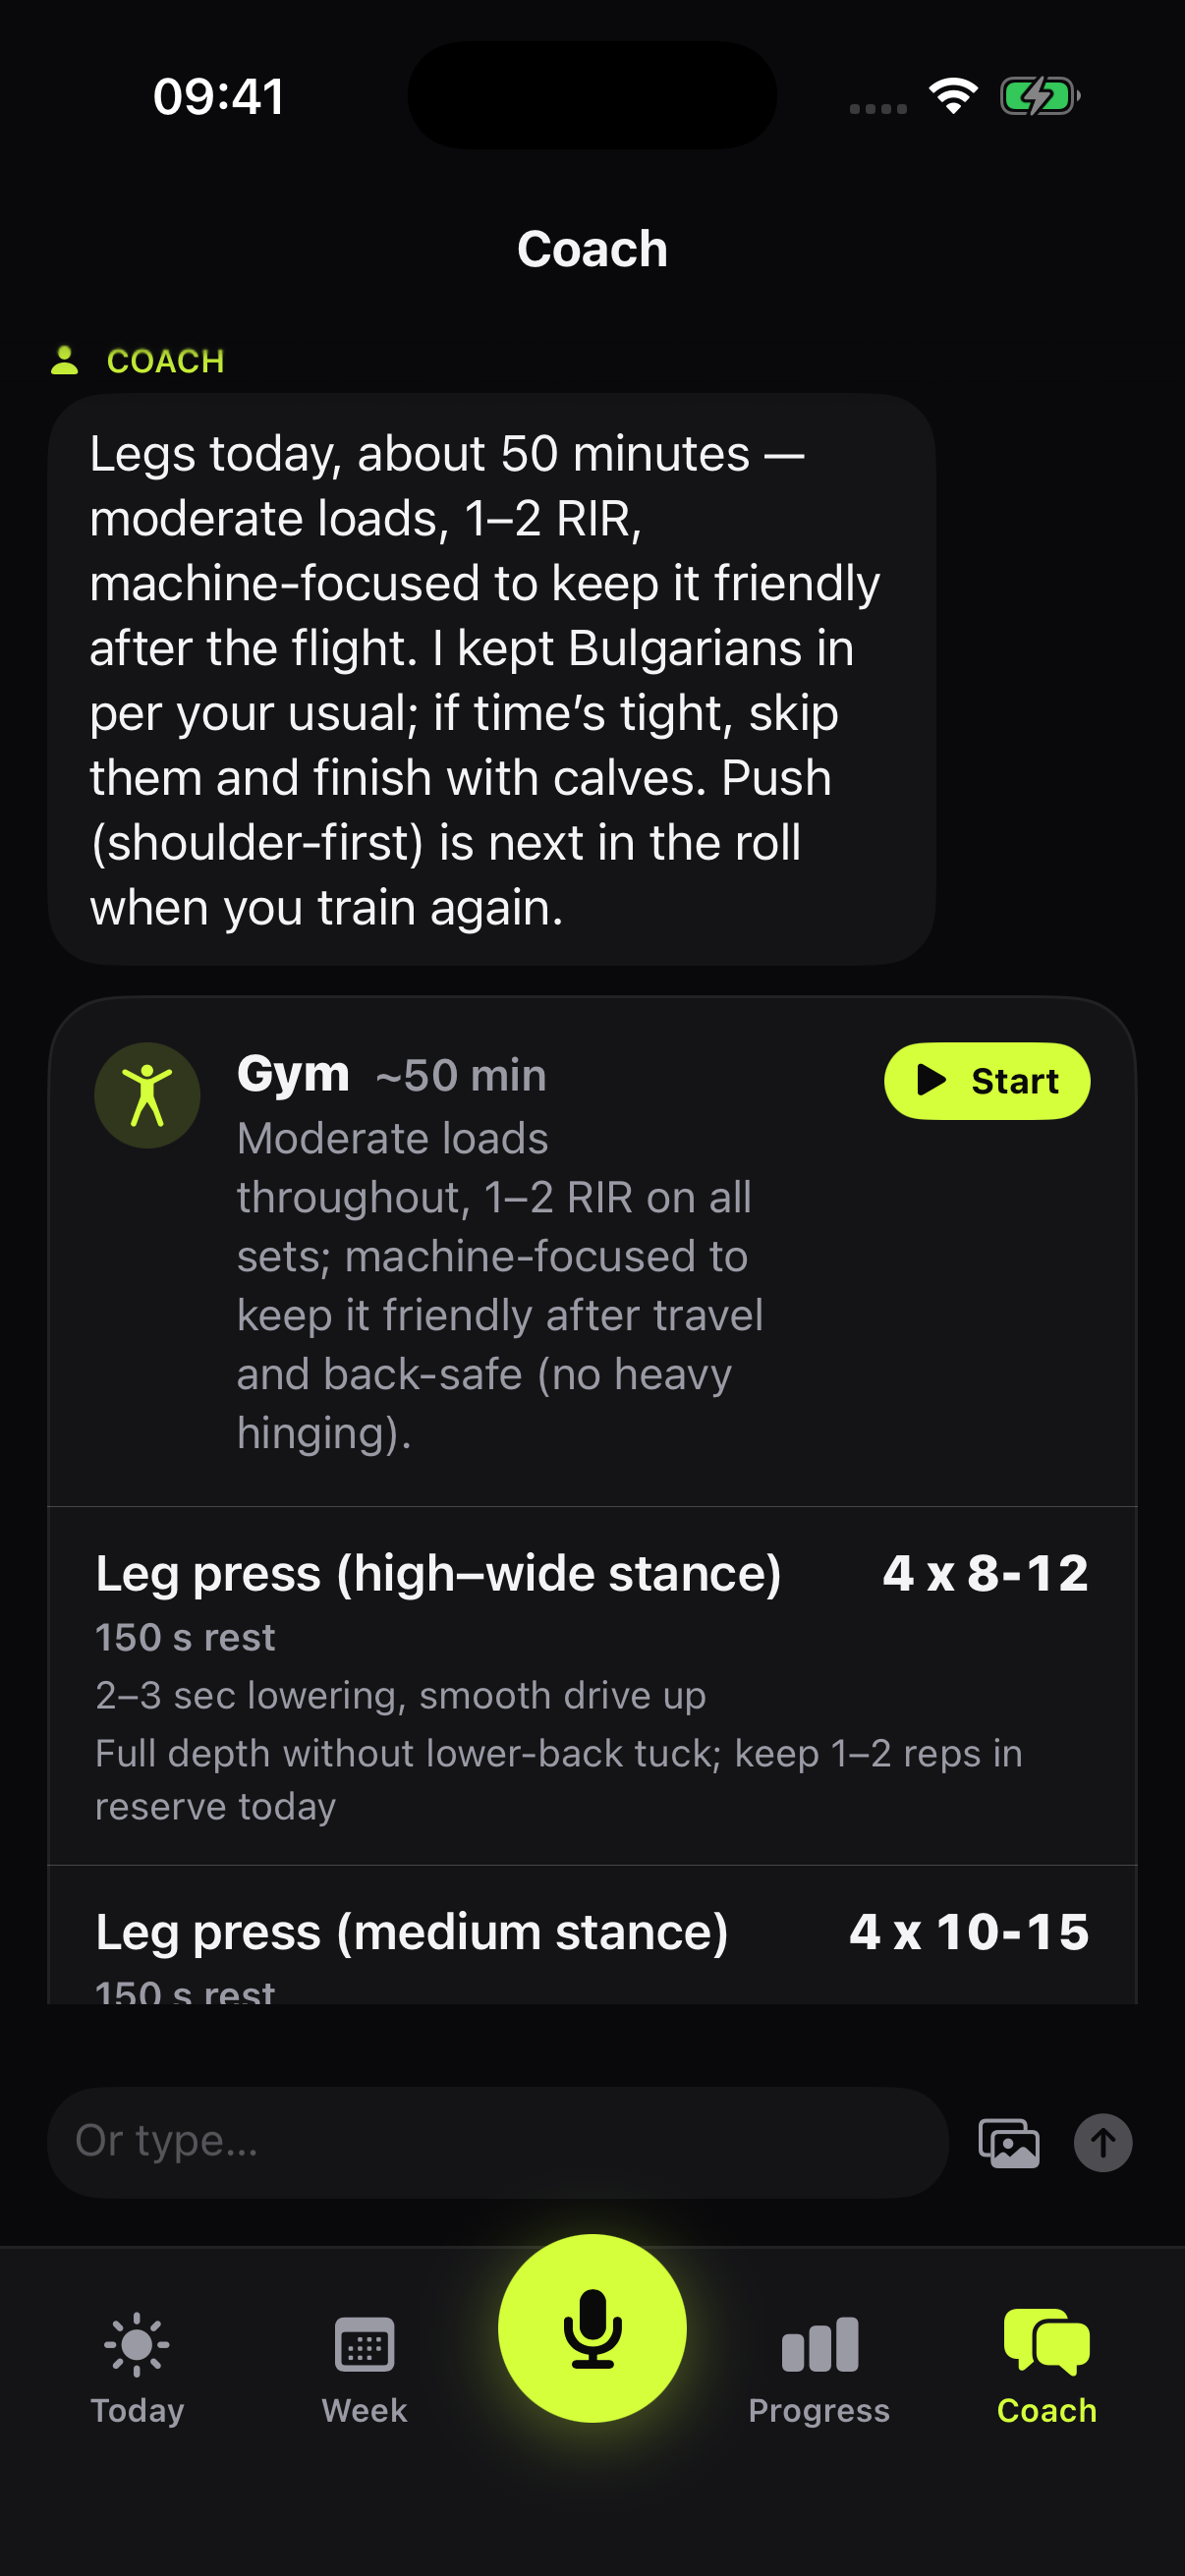 09:41
Coach
COACH
Legs today, about 50 minutes —
moderate loads, 1–2 RIR,
machine-focused to keep it friendly
after the flight. I kept Bulgarians in
per your usual; if time’s tight, skip
them and finish with calves. Push
(shoulder-first) is next in the roll
when you train again.
Gym ~50 min
Start
Moderate loads
throughout, 1–2 RIR on all
sets; machine-focused to
keep it friendly after travel
and back-safe (no heavy
hinging).
Leg press (high–wide stance) 4 x 8-12
150 s rest
2–3 sec lowering, smooth drive up
Full depth without lower-back tuck; keep 1–2 reps in
reserve today
Leg press (medium stance) 4 x 10-15
150 s rest
Or type...
Today Week Progress Coach